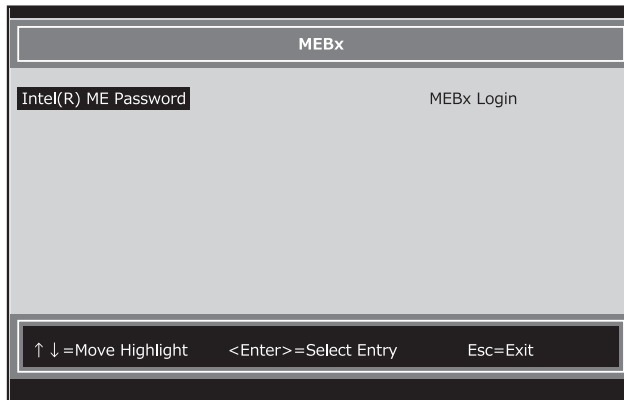 MEBx
Intel(R) ME Password MEBx Login
↑↓=Move Highlight <Enter>=Select Entry Esc=Exit